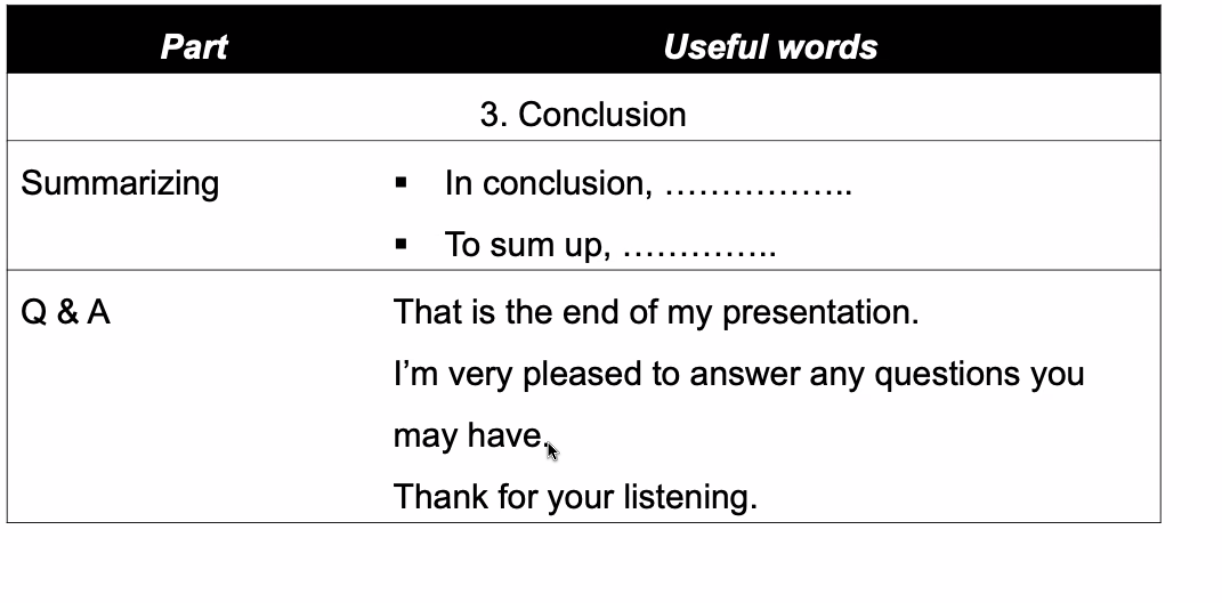 Part Useful words
3. Conclusion
Summarizing ▪ In conclusion, ……………..
▪ To sum up, …………..
Q & A That is the end of my presentation.
I’m very pleased to answer any questions you
may have.
Thank for your listening.